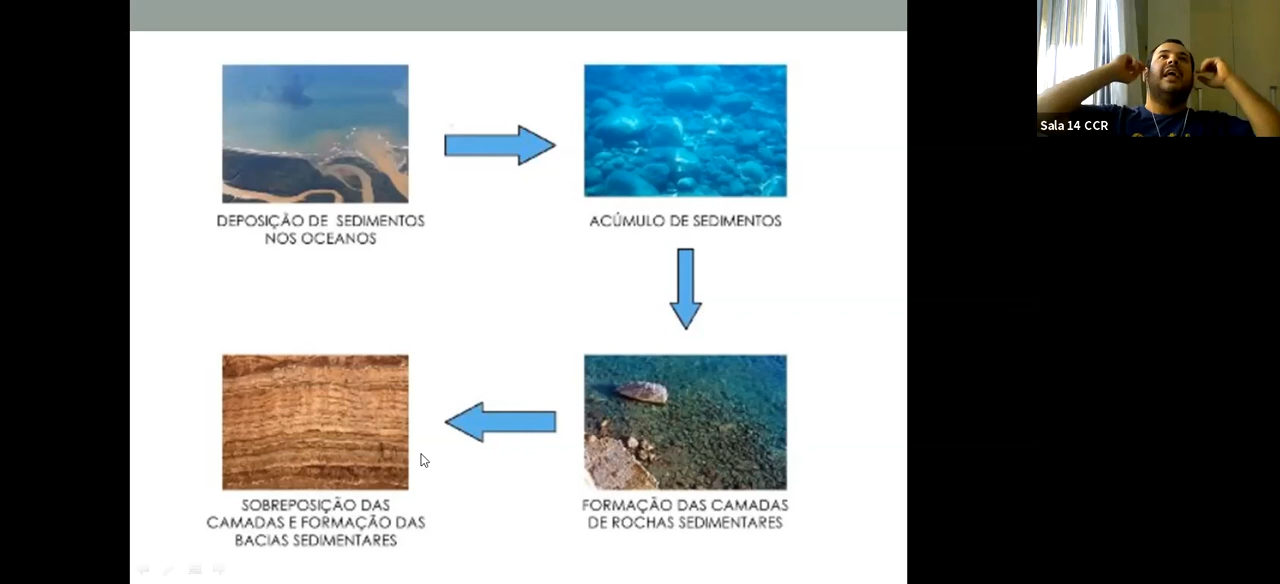 DEPOSIÇÃO DE SEDIMENTOS
NOS OCEANOS
ACÚMULO DE SEDIMENTOS
FORMAÇÃO DAS CAMADAS
DE ROCHAS SEDIMENTARES
SOBREPOSIÇÃO DAS
CAMADAS E FORMAÇÃO DAS
BACIAS SEDIMENTARES
Sala 14 CCR